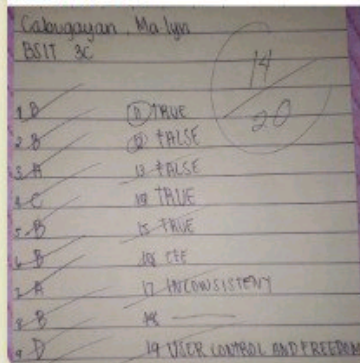 Cabugayan, Ma-lyn
BSIT 3C
14
20
1 B
2 B
3 A
4 C
5 B
6 B
7 A
8 B
9 D
11 TRUE
12 FALSE
13 FALSE
14 TRUE
15 TRUE
16 CEE
17 INCONSISTENY
18
19 USER CONTROL AND FREEDOM